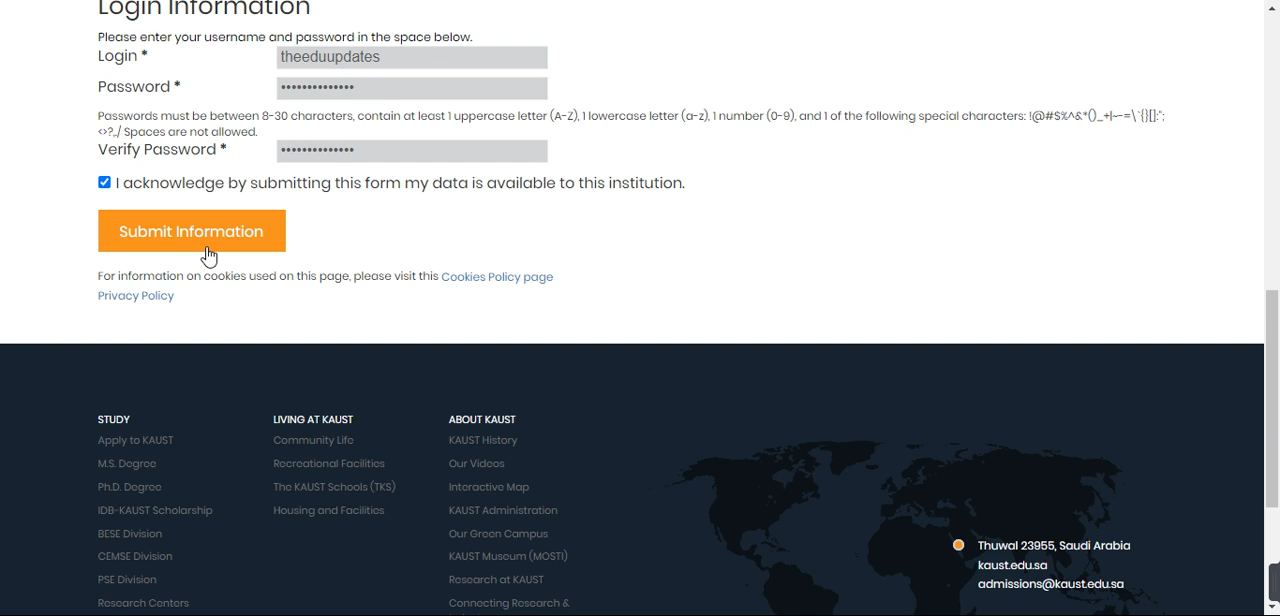 Login Information
Please enter your username and password in the space below.
Login *
theeduupdates
Password *
••••••••••••••
Passwords must be between 8-30 characters, contain at least 1 uppercase letter (A-Z), 1 lowercase letter (a-z), 1 number (0-9), and 1 of the following special characters: !@#$%^&*()_+|~-=\`{}[]:";
<>?,./ Spaces are not allowed.
Verify Password *
••••••••••••••
I acknowledge by submitting this form my data is available to this institution.
Submit Information
For information on cookies used on this page, please visit this Cookies Policy page
Privacy Policy
STUDY
Apply to KAUST
M.S. Degree
Ph.D. Degree
IDB-KAUST Scholarship
BESE Division
CEMSE Division
PSE Division
Research Centers
LIVING AT KAUST
Community Life
Recreational Facilities
The KAUST Schools (TKS)
Housing and Facilities
ABOUT KAUST
KAUST History
Our Videos
Interactive Map
KAUST Administration
Our Green Campus
KAUST Museum (MOSTI)
Research at KAUST
Connecting Research &
Thuwal 23955, Saudi Arabia
kaust.edu.sa
admissions@kaust.edu.sa